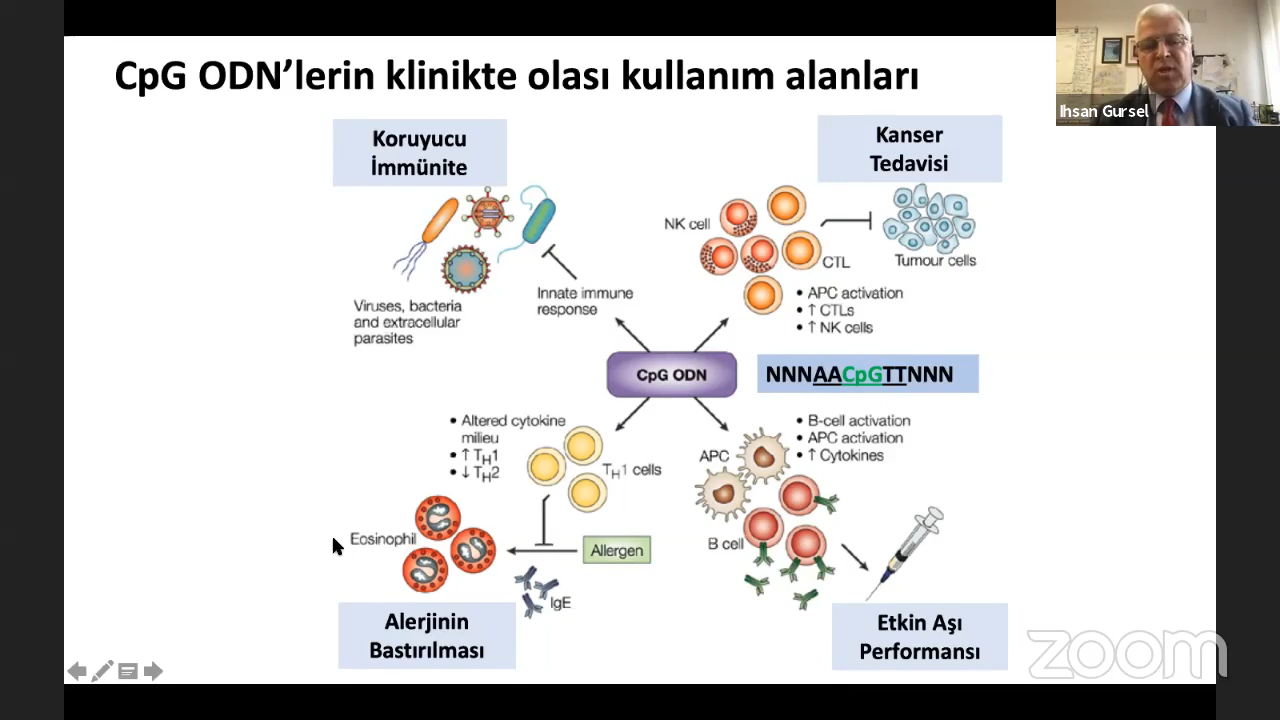 CpG ODN’lerin klinikte olası kullanım alanları
Ihsan Gursel
Koruyucu
İmmünite
Kanser
Tedavisi
NK cell
CTL
Tumour cells
Viruses, bacteria
and extracellular
parasites
Innate immune
response
• APC activation
• ↑ CTLs
• ↑ NK cells
CpG ODN
NNNAACpGTTNNN
• Altered cytokine
milieu
• ↑ TH1
• ↓ TH2
TH1 cells
• B-cell activation
• APC activation
• ↑ Cytokines
APC
B cell
Eosinophil
Allergen
IgE
Alerjinin
Bastırılması
Etkin Aşı
Performansı
zoom